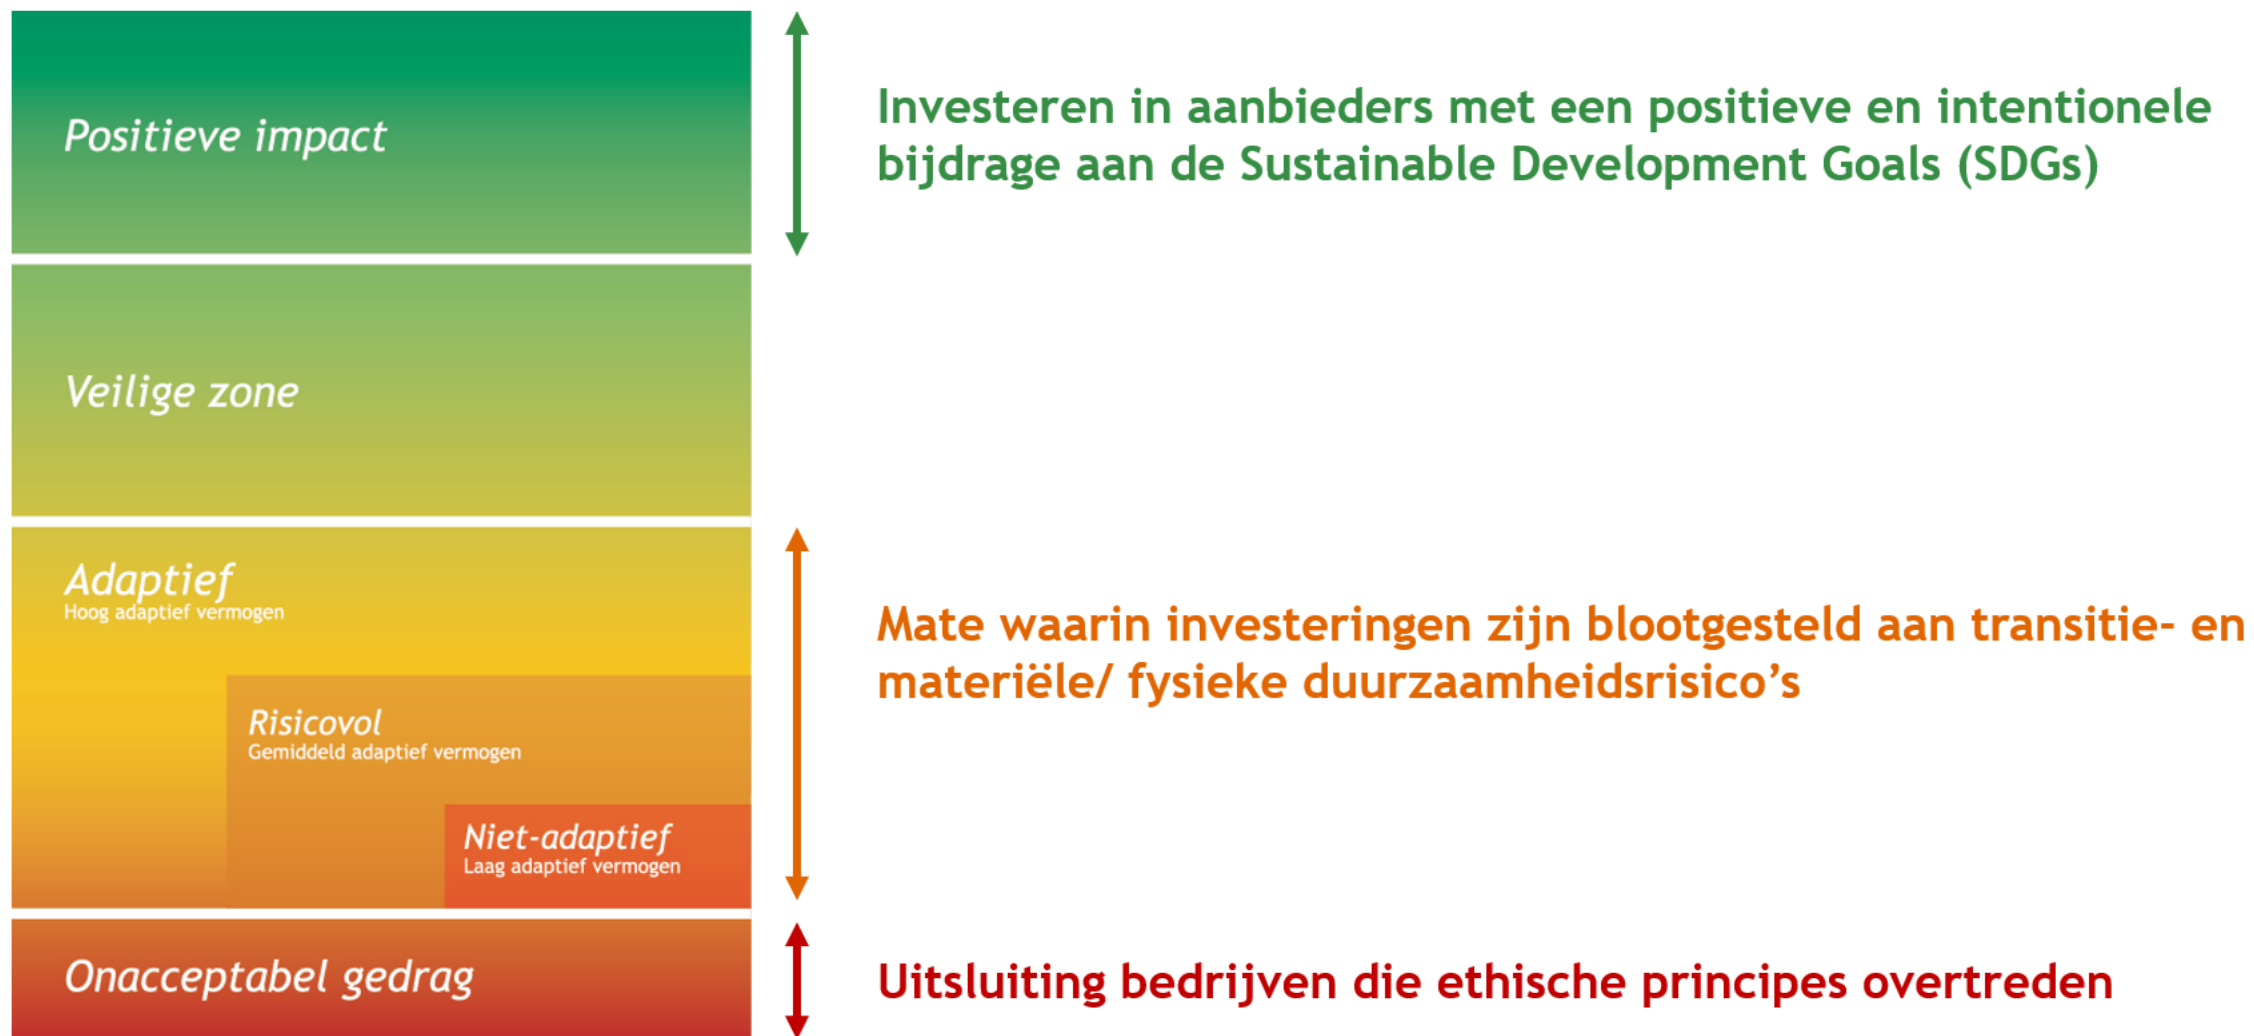 Positieve impact
Investeren in aanbieders met een positieve en intentionele
bijdrage aan de Sustainable Development Goals (SDGs)
Veilige zone
Adaptief
Hoog adaptief vermogen
Mate waarin investeringen zijn blootgesteld aan transitie- en
materiële/ fysieke duurzaamheidsrisico’s
Risicovol
Gemiddeld adaptief vermogen
Niet-adaptief
Laag adaptief vermogen
Onacceptabel gedrag
Uitsluiting bedrijven die ethische principes overtreden